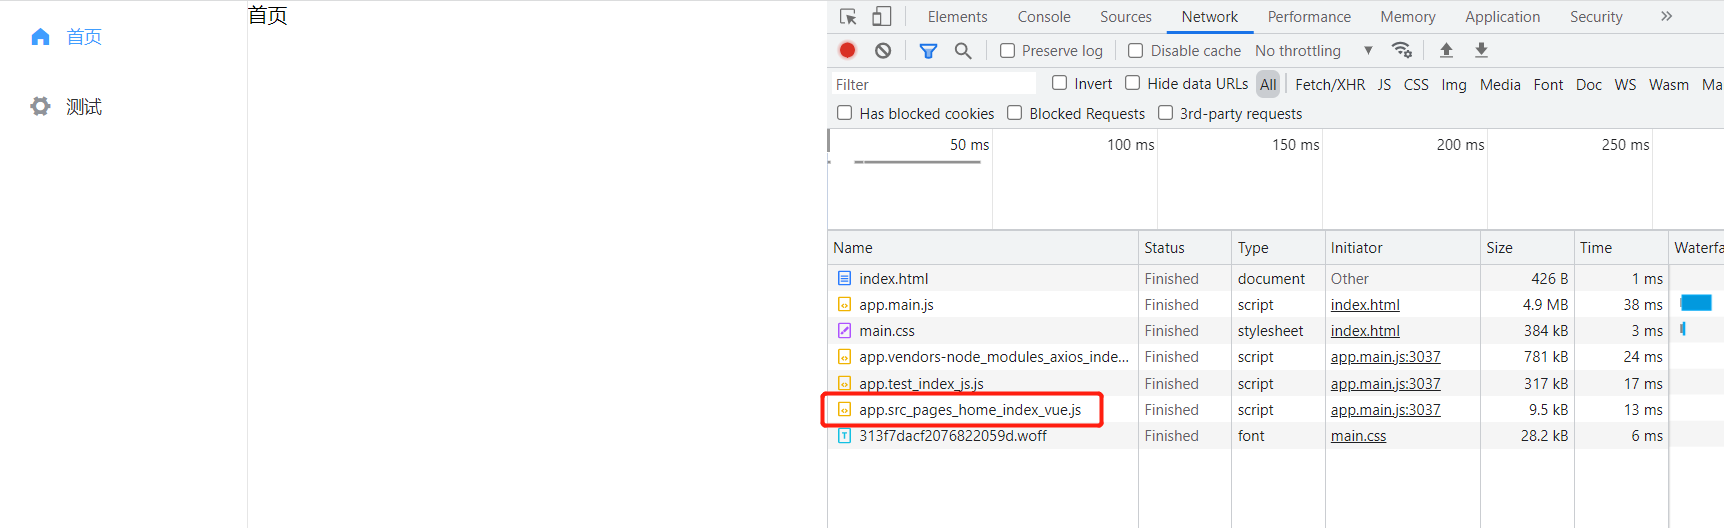 首页
测试
首页
Elements Console Sources Network Performance Memory Application Security »
Preserve log Disable cache No throttling
Filter Invert Hide data URLs All Fetch/XHR JS CSS Img Media Font Doc WS Wasm Ma
Has blocked cookies Blocked Requests 3rd-party requests
50 ms 100 ms 150 ms 200 ms 250 ms
Name Status Type Initiator Size Time Waterfa
index.html Finished document Other 426 B 1 ms
app.main.js Finished script index.html 4.9 MB 38 ms
main.css Finished stylesheet index.html 384 kB 3 ms
app.vendors-node_modules_axios_inde... Finished script app.main.js:3037 781 kB 24 ms
app.test_index_js.js Finished script app.main.js:3037 317 kB 17 ms
app.src_pages_home_index_vue.js Finished script app.main.js:3037 9.5 kB 13 ms
313f7dacf2076822059d.woff Finished font main.css 28.2 kB 6 ms